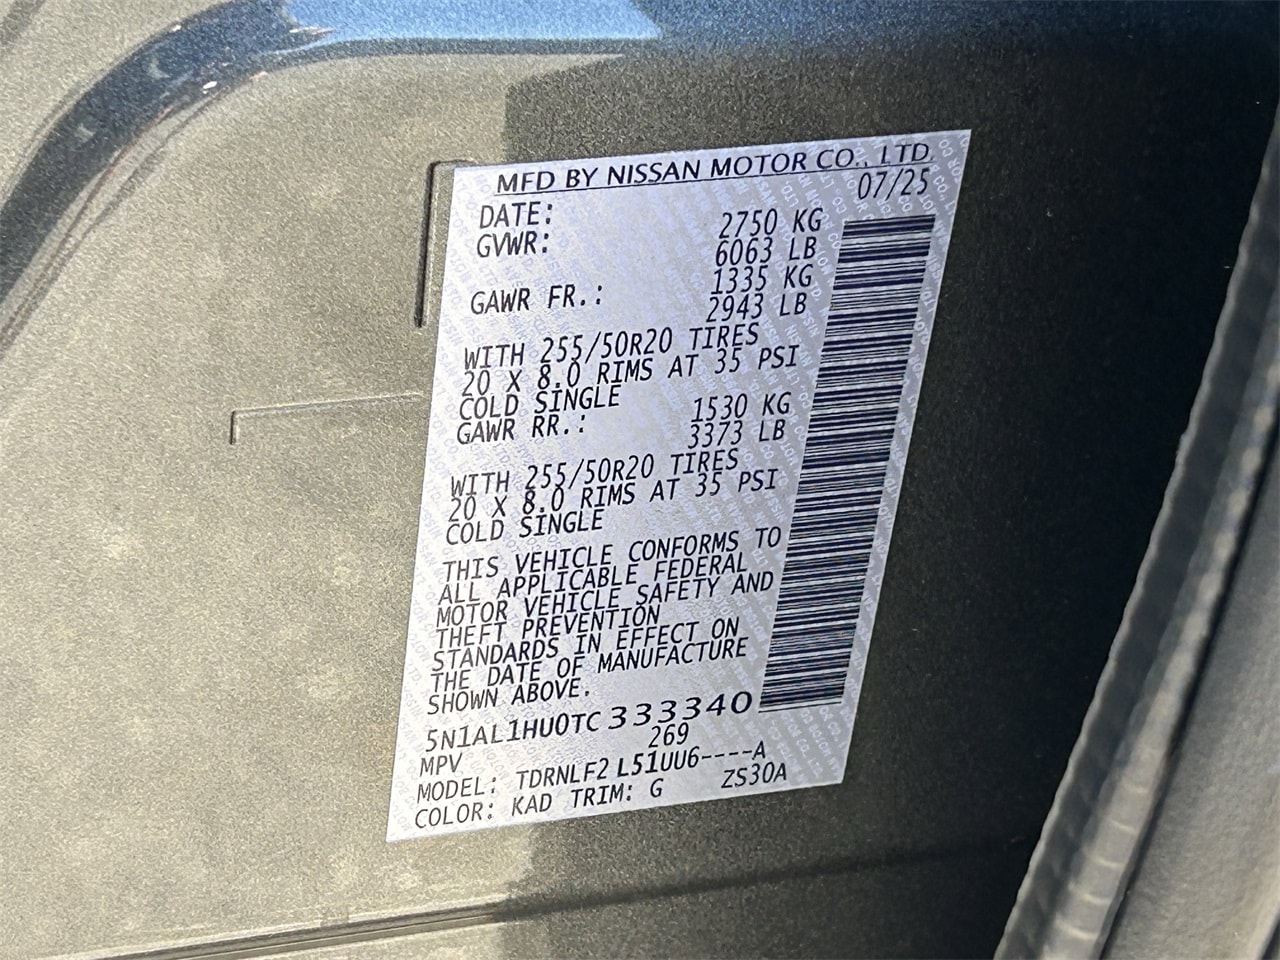 MFD BY NISSAN MOTOR CO., LTD.
DATE: 07/25
GVWR: 2750 KG
6063 LB
GAWR FR.: 1335 KG
2943 LB
WITH 255/50R20 TIRES
20 X 8.0 RIMS AT 35 PSI
COLD SINGLE
GAWR RR.: 1530 KG
3373 LB
WITH 255/50R20 TIRES
20 X 8.0 RIMS AT 35 PSI
COLD SINGLE
THIS VEHICLE CONFORMS TO
ALL APPLICABLE FEDERAL
MOTOR VEHICLE SAFETY AND
THEFT PREVENTION
STANDARDS IN EFFECT ON
THE DATE OF MANUFACTURE
SHOWN ABOVE.
5N1AL1HU0TC333340
MPV 269
MODEL: TDRNLF2 L51UU6----A
COLOR: KAD TRIM: G ZS30A